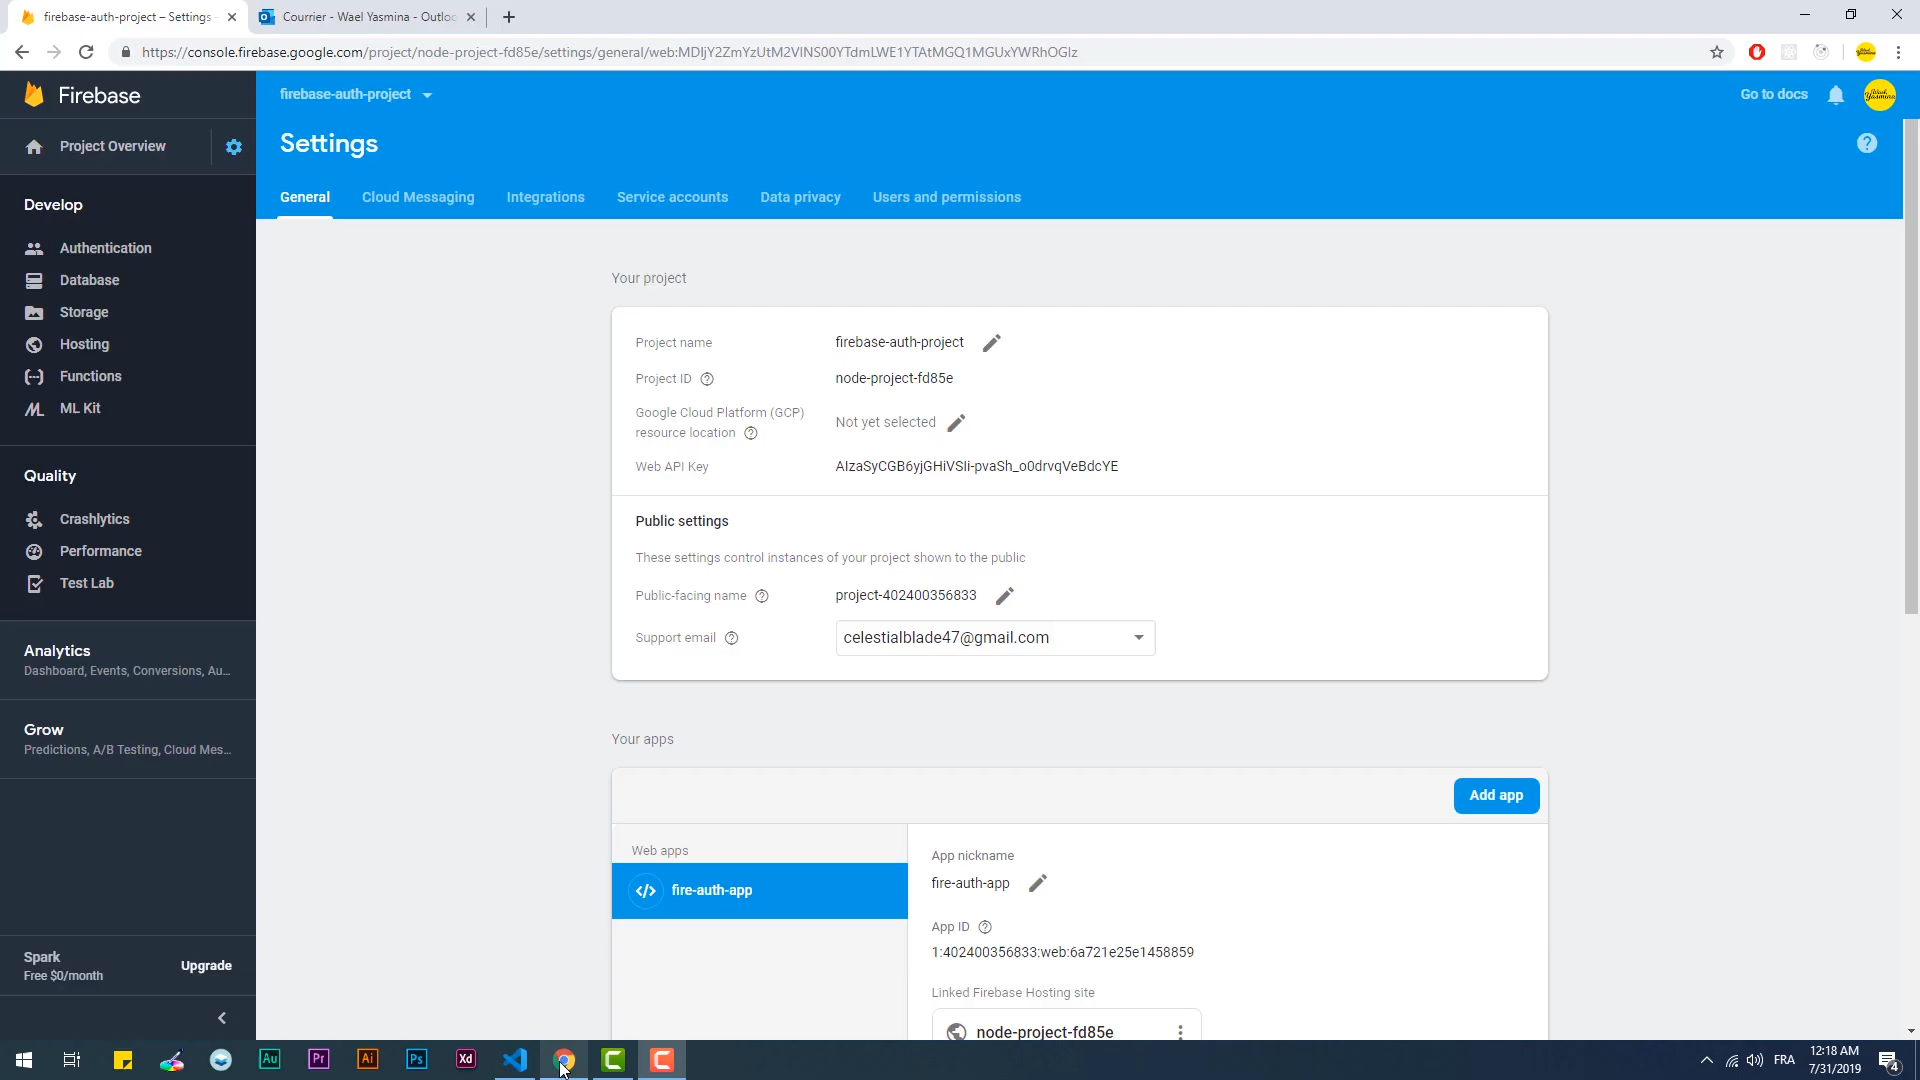 firebase-auth-project – Settings -
Courrier - Wael Yasmina - Outlo
https://console.firebase.google.com/project/node-project-fd85e/settings/general/web:MDIjY2ZmYzUtM2VlNS00YTdmLWE1YTAtMGQ1MGUxYWRhOGIz
Firebase
firebase-auth-project
Go to docs
Project Overview
Settings
General
Cloud Messaging
Integrations
Service accounts
Data privacy
Users and permissions
Develop
Authentication
Database
Storage
Hosting
Functions
ML Kit
Quality
Crashlytics
Performance
Test Lab
Analytics
Dashboard, Events, Conversions, Au...
Grow
Predictions, A/B Testing, Cloud Mes...
Spark
Free $0/month
Upgrade
Your project
Project name
firebase-auth-project
Project ID
node-project-fd85e
Google Cloud Platform (GCP)
resource location
Not yet selected
Web API Key
AIzaSyCGB6yjGHiVSIi-pvaSh_o0drvqVeBdcYE
Public settings
These settings control instances of your project shown to the public
Public-facing name
project-402400356833
Support email
celestialblade47@gmail.com
Your apps
Add app
Web apps
fire-auth-app
App nickname
fire-auth-app
App ID
1:402400356833:web:6a721e25e1458859
Linked Firebase Hosting site
node-project-fd85e
Au
Pr
Ai
Ps
Xd
FRA
12:18 AM
7/31/2019
4